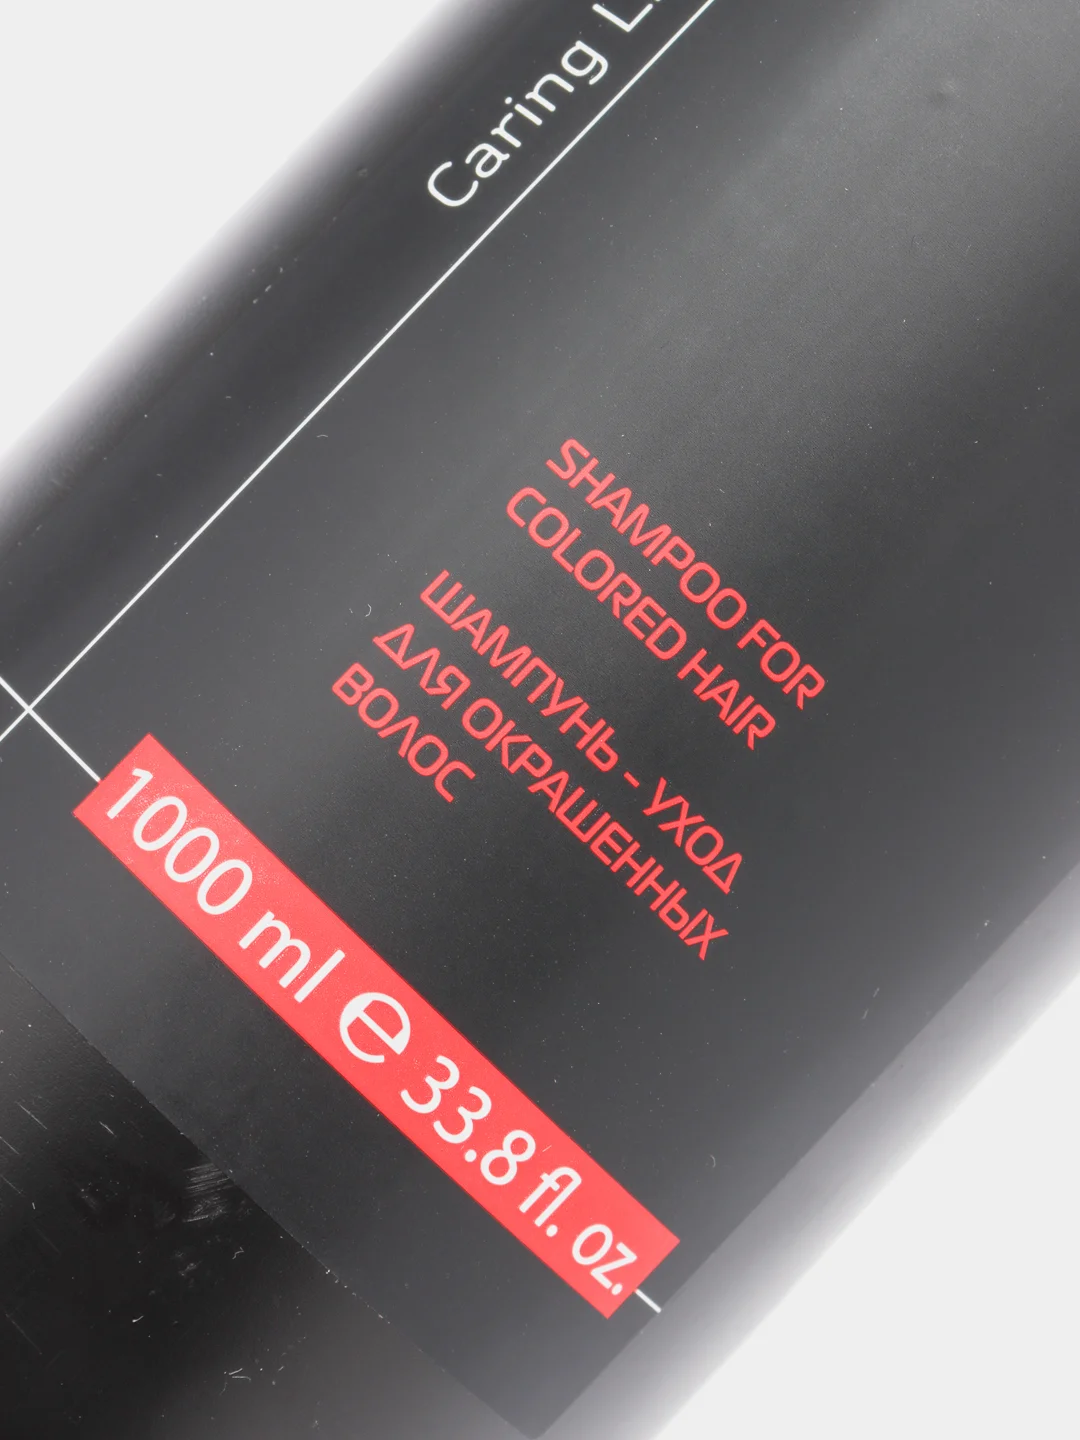 Caring
SHAMPOO FOR
COLORED HAIR
ШАМПУНЬ - УХОД
ДЛЯ ОКРАШЕННЫХ
ВОЛОС
1000 ml ℮ 33.8 fl. oz.